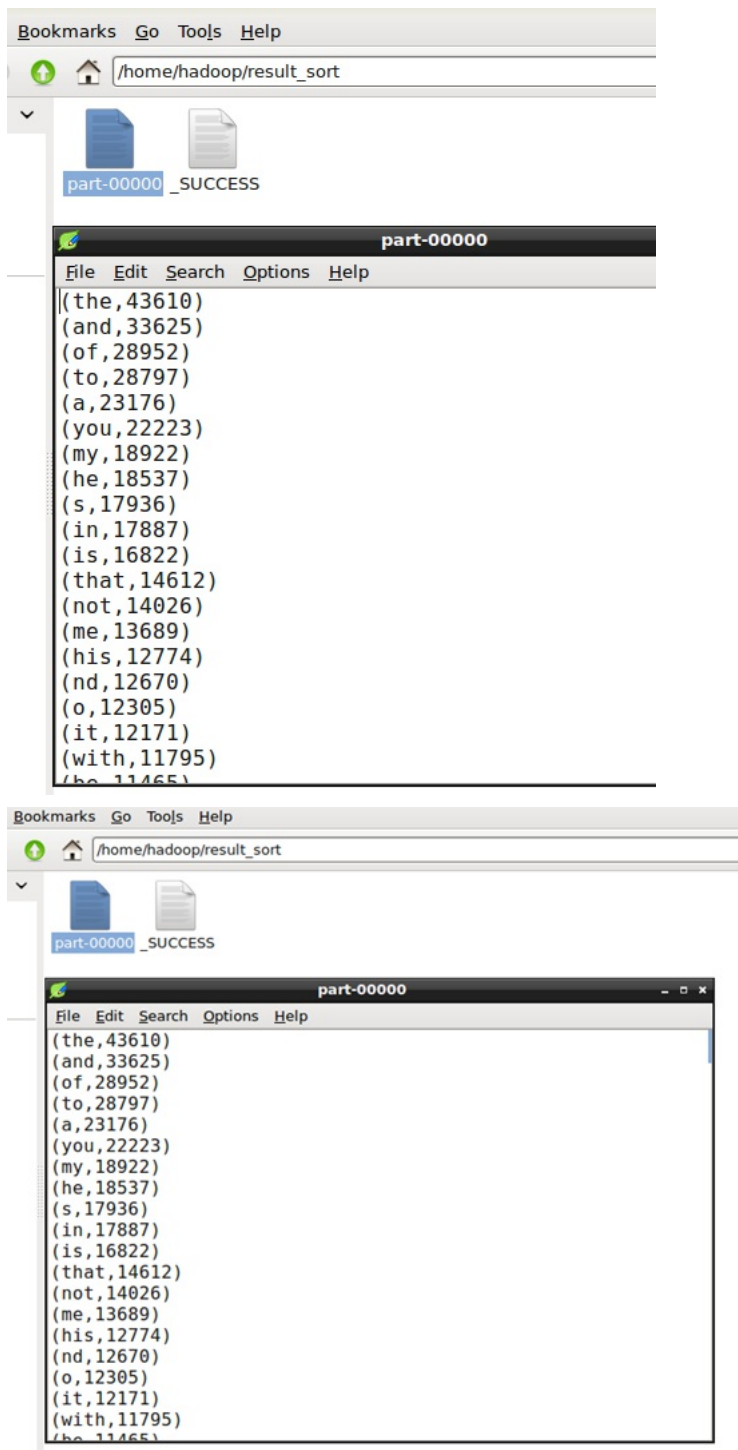 Bookmarks Go Tools Help
/home/hadoop/result_sort
part-00000 _SUCCESS
part-00000
File Edit Search Options Help
(the,43610)
(and,33625)
(of,28952)
(to,28797)
(a,23176)
(you,22223)
(my,18922)
(he,18537)
(s,17936)
(in,17887)
(is,16822)
(that,14612)
(not,14026)
(me,13689)
(his,12774)
(nd,12670)
(o,12305)
(it,12171)
(with,11795)
Bookmarks Go Tools Help
/home/hadoop/result_sort
part-00000 _SUCCESS
part-00000
File Edit Search Options Help
(the,43610)
(and,33625)
(of,28952)
(to,28797)
(a,23176)
(you,22223)
(my,18922)
(he,18537)
(s,17936)
(in,17887)
(is,16822)
(that,14612)
(not,14026)
(me,13689)
(his,12774)
(nd,12670)
(o,12305)
(it,12171)
(with,11795)